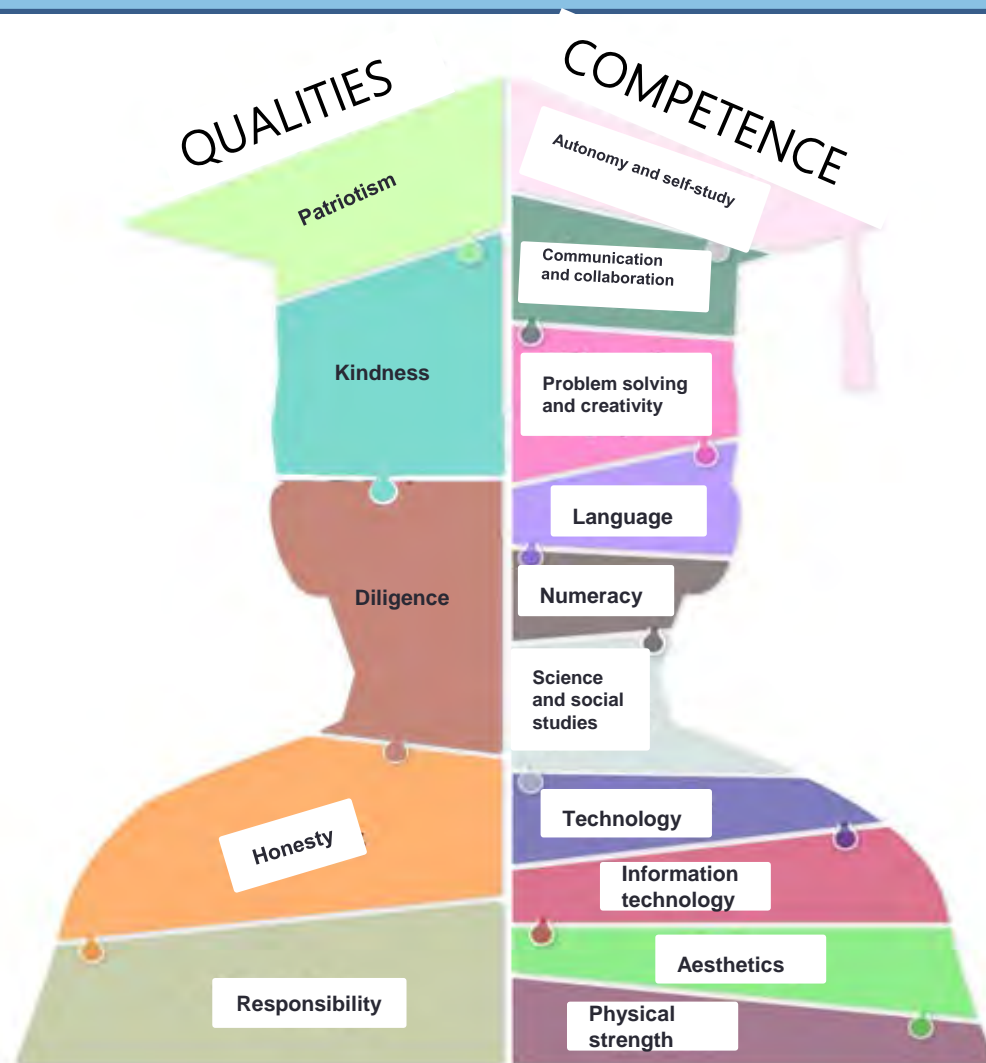 QUALITIES
Patriotism
Kindness
Diligence
Honesty
Responsibility
COMPETENCE
Autonomy and self-study
Communication
and collaboration
Problem solving
and creativity
Language
Numeracy
Science
and social
studies
Technology
Information
technology
Aesthetics
Physical
strength